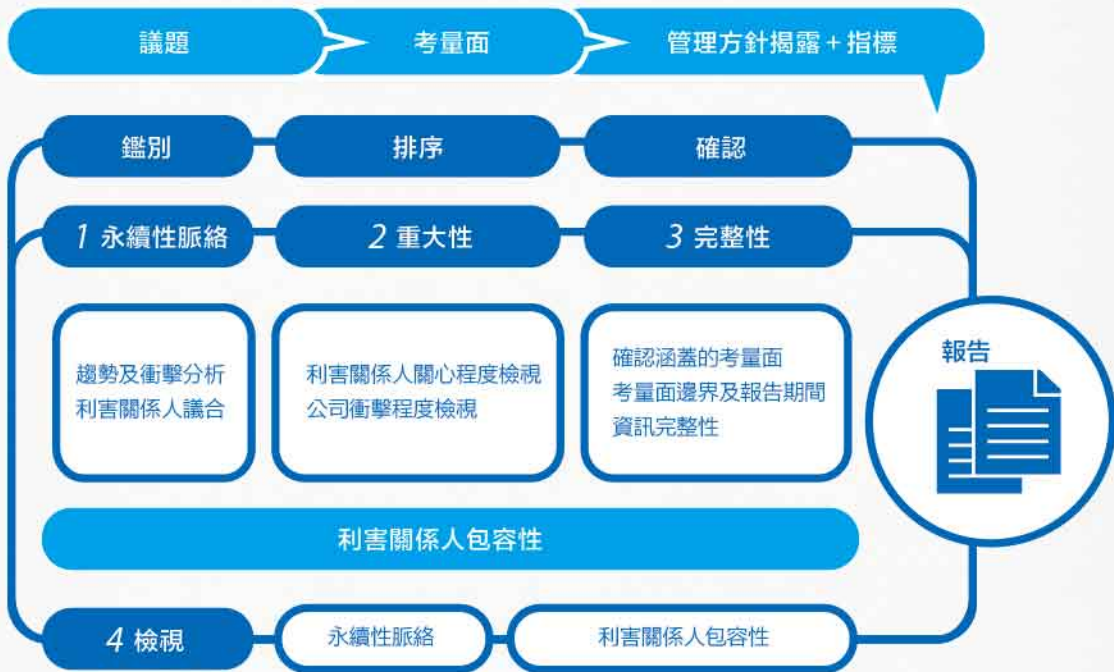 議題
考量面
管理方針揭露 + 指標
鑑別
排序
確認
1 永續性脈絡
2 重大性
3 完整性
趨勢及衝擊分析
利害關係人議合
利害關係人關心程度檢視
公司衝擊程度檢視
確認涵蓋的考量面
考量面邊界及報告期間
資訊完整性
報告
利害關係人包容性
4 檢視
永續性脈絡
利害關係人包容性